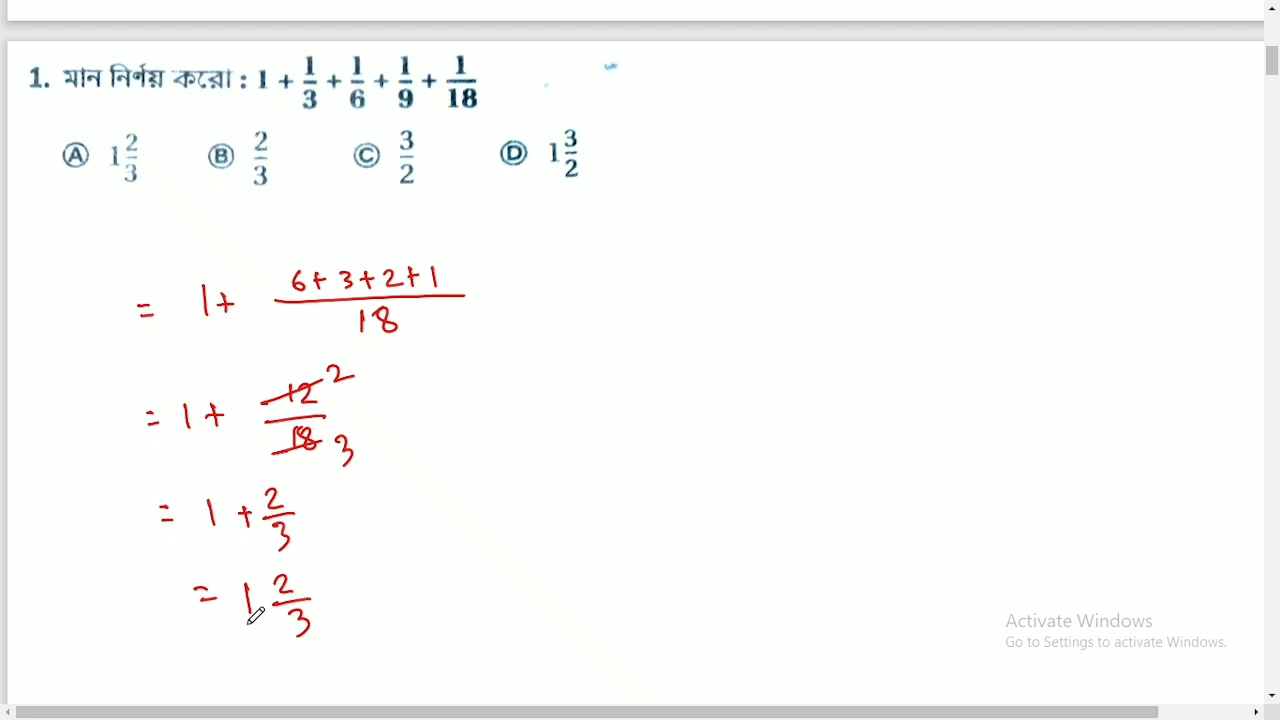 1. মান নির্ণয় করো : 1 + 1/3 + 1/6 + 1/9 + 1/18
Ⓐ 1 2/3 Ⓑ 2/3 Ⓒ 3/2 Ⓓ 1 3/2
= 1 + (6+3+2+1)/18
= 1 + 12/18 2 3
= 1 + 2/3
= 1 2/3
Activate Windows
Go to Settings to activate Windows.